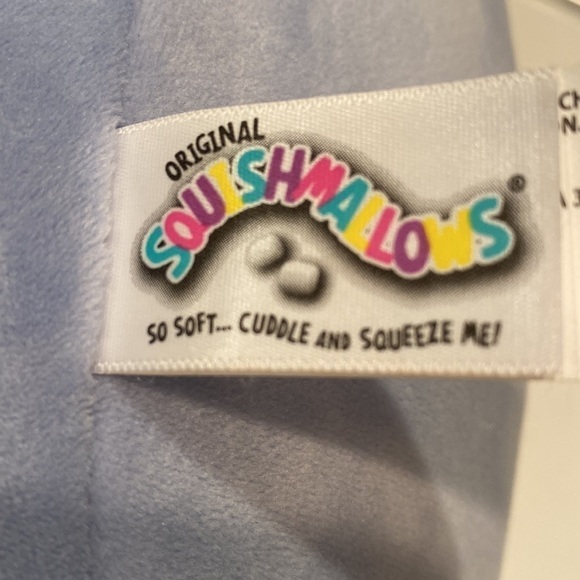 ORIGINAL
SQUISHMALLOWS®
SO SOFT... CUDDLE AND SQUEEZE ME!